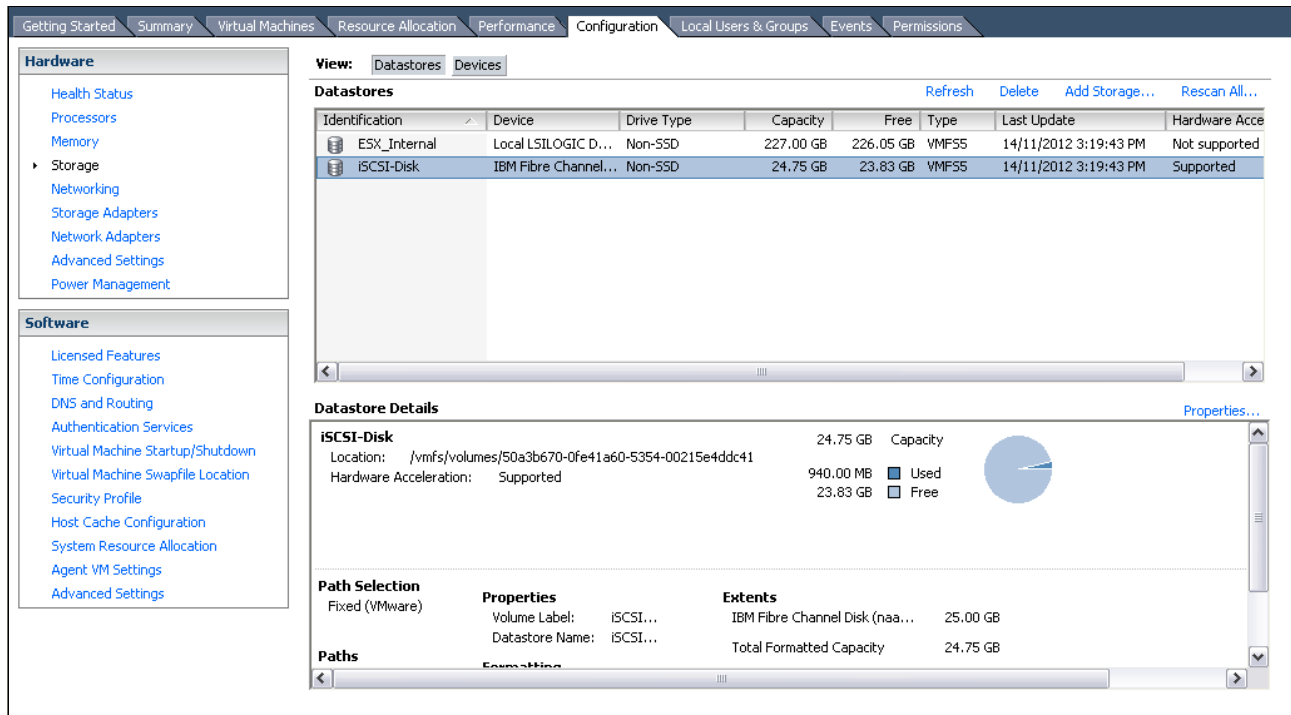 Getting Started Summary Virtual Machines Resource Allocation Performance Configuration Local Users & Groups Events Permissions
Hardware
Health Status
Processors
Memory
Storage
Networking
Storage Adapters
Network Adapters
Advanced Settings
Power Management
Software
Licensed Features
Time Configuration
DNS and Routing
Authentication Services
Virtual Machine Startup/Shutdown
Virtual Machine Swapfile Location
Security Profile
Host Cache Configuration
System Resource Allocation
Agent VM Settings
Advanced Settings
View: Datastores Devices
Datastores Refresh Delete Add Storage... Rescan All...
Identification Device Drive Type Capacity Free Type Last Update Hardware Acce
ESX_Internal Local LSILOGIC D... Non-SSD 227.00 GB 226.05 GB VMFS5 14/11/2012 3:19:43 PM Not supported
iSCSI-Disk IBM Fibre Channel... Non-SSD 24.75 GB 23.83 GB VMFS5 14/11/2012 3:19:43 PM Supported
Datastore Details Properties...
iSCSI-Disk 24.75 GB Capacity
Location: /vmfs/volumes/50a3b670-0fe41a60-5354-00215e4ddc41
Hardware Acceleration: Supported 940.00 MB Used
23.83 GB Free
Path Selection
Fixed (VMware)
Paths
Properties
Volume Label: iSCSI...
Datastore Name: iSCSI...
Formatting
Extents
IBM Fibre Channel Disk (naa... 25.00 GB
Total Formatted Capacity 24.75 GB